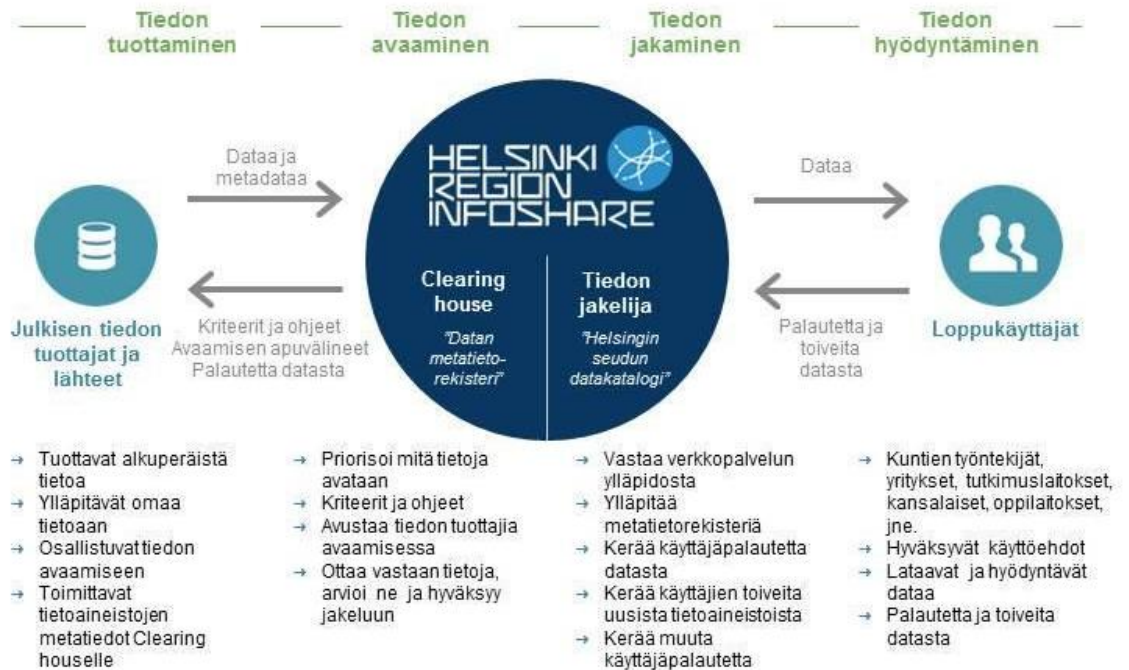 Tiedon
tuottaminen
Tiedon
avaaminen
Tiedon
jakaminen
Tiedon
hyödyntäminen
Dataa ja
metadataa
HELSINKI
REGION
INFOSHARE
Dataa
Clearing
house
"Datan
metatieto-
rekisteri"
Tiedon
jakelija
"Helsingin
seudun
datakatalogi"
Julkisen tiedon
tuottajat ja
lähteet
Kriteerit ja ohjeet
Avaamisen apuvälineet
Palautetta datasta
Palautetta ja
toiveita
datasta
Loppukäyttäjät
→ Tuottavat alkuperäistä
tietoa
→ Ylläpitävät omaa
tietoaan
→ Osallistuvat tiedon
avaamiseen
→ Toimittavat
tietoaineistojen
metatiedot Clearing
houselle
→ Priorisoi mitä tietoja
avataan
→ Kriteerit ja ohjeet
→ Avustaa tiedon tuottajia
avaamisessa
→ Ottaa vastaan tietoja,
arvioi ne ja hyväksyy
jakeluun
→ Vastaa verkkopalvelun
ylläpidosta
→ Ylläpitää
metatietorekisteriä
→ Kerää käyttäjäpalautetta
datasta
→ Kerää käyttäjien toiveita
uusista tietoaineistoista
→ Kerää muuta
käyttäjäpalautetta
→ Kuntien työntekijät,
yritykset, tutkimuslaitokset,
kansalaiset, oppilaitokset,
jne.
→ Hyväksyvät käyttöehdot
→ Lataavat ja hyödyntävät
dataa
→ Palautetta ja toiveita
datasta